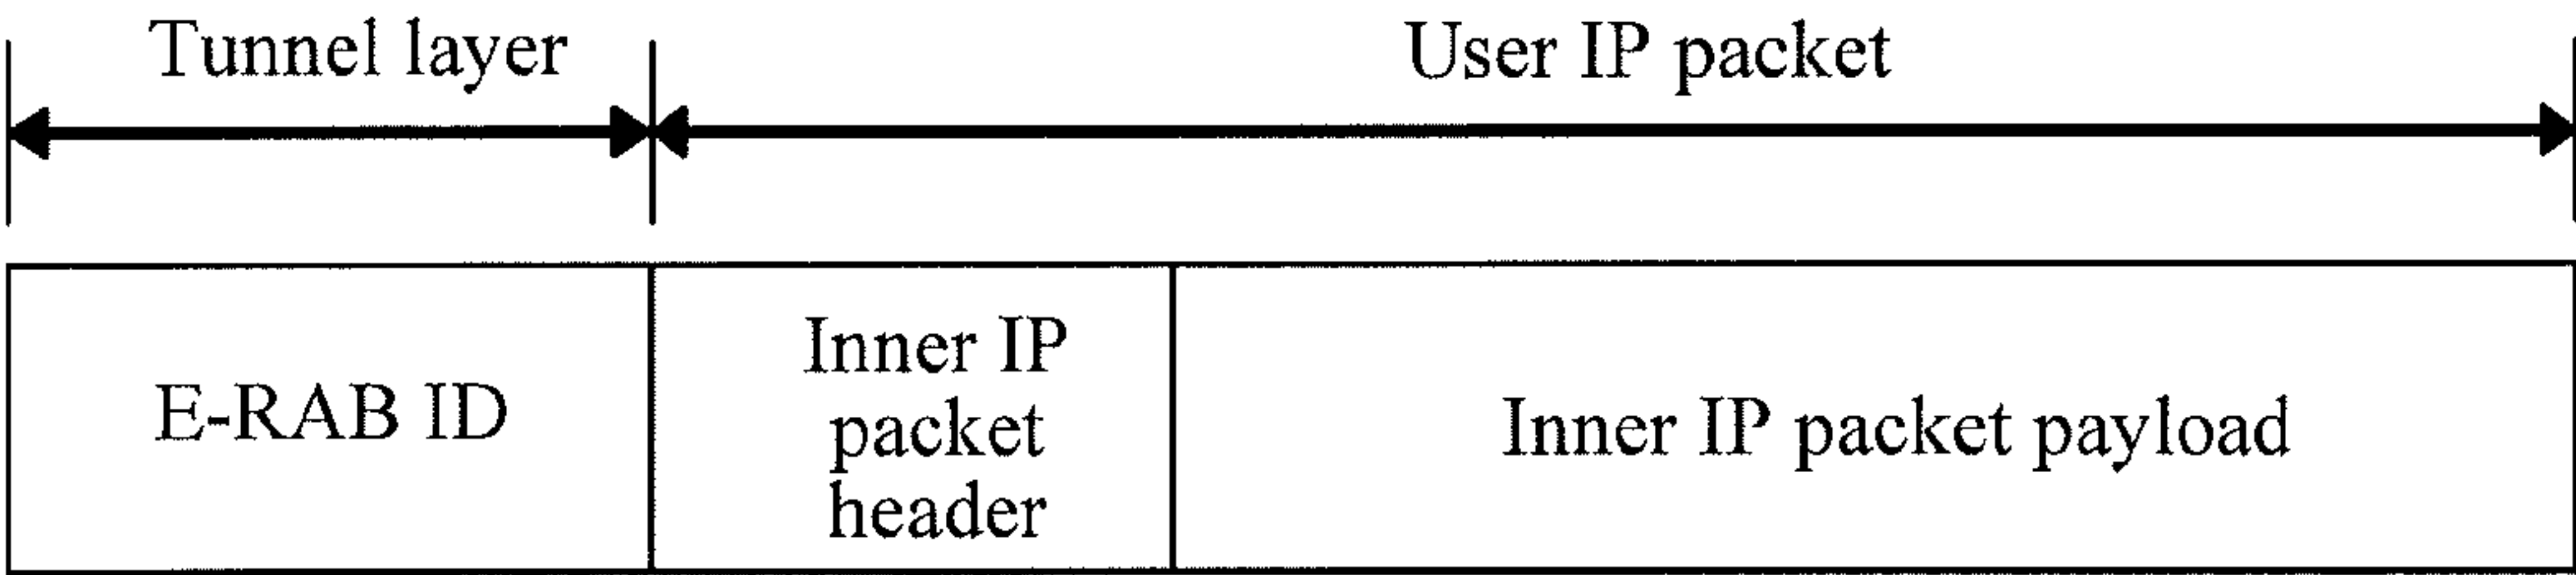 Tunnel layer
User IP packet
E-RAB ID
Inner IP
packet
header
Inner IP packet payload